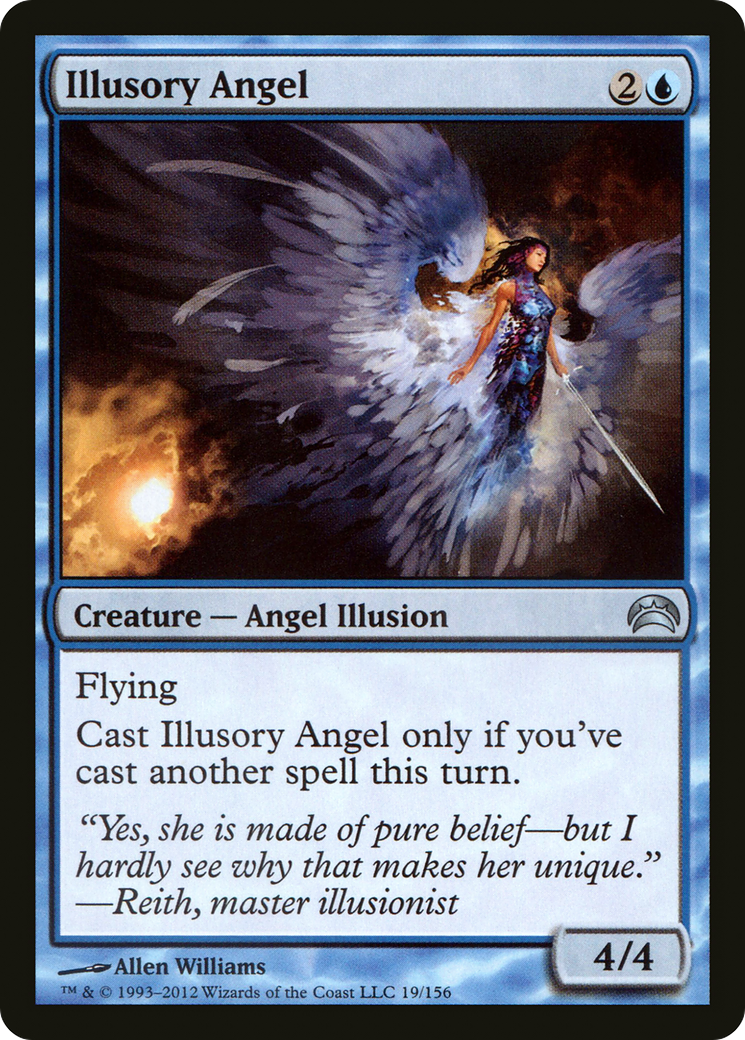 Illusory Angel
2
Creature — Angel Illusion
Flying
Cast Illusory Angel only if you've
cast another spell this turn.
“Yes, she is made of pure belief—but I
hardly see why that makes her unique.”
—Reith, master illusionist
4/4
Allen Williams
™ & © 1993–2012 Wizards of the Coast LLC 19/156